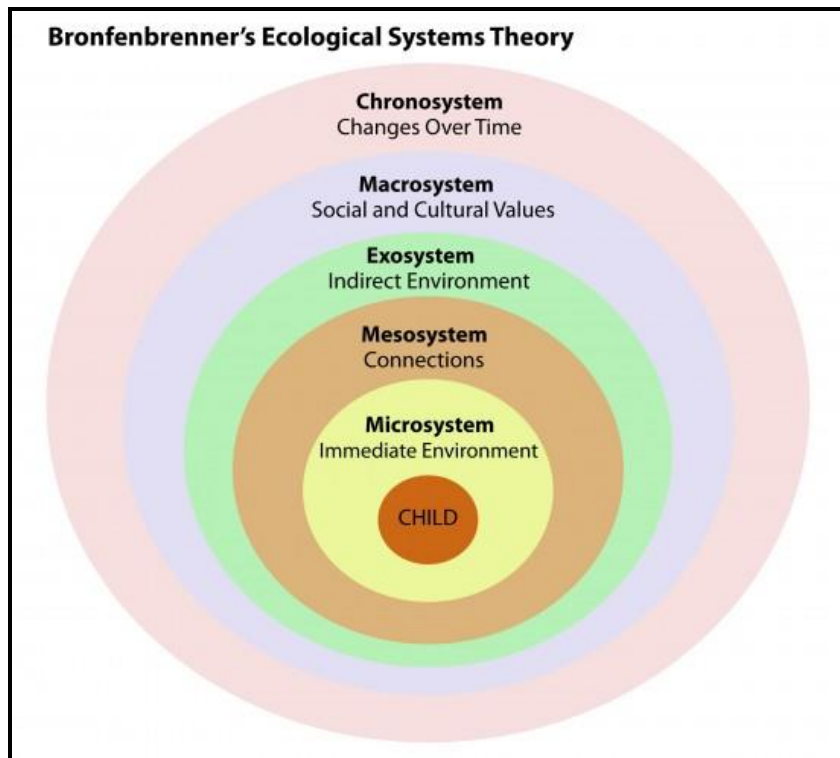 Bronfenbrenner’s Ecological Systems Theory
Chronosystem
Changes Over Time
Macrosystem
Social and Cultural Values
Exosystem
Indirect Environment
Mesosystem
Connections
Microsystem
Immediate Environment
CHILD